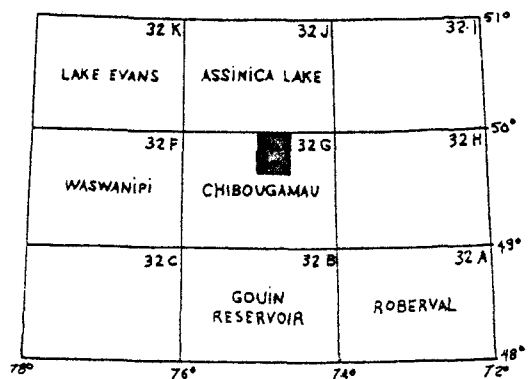 32 K
32 J
32 I
51°
LAKE EVANS
ASSINICA LAKE
50°
32 F
32 G
32 H
WASWANIPI
CHIBOUGAMAU
49°
32 C
32 B
32 A
GOUIN
RESERVOIR
ROBERVAL
48°
78°
76°
74°
72°